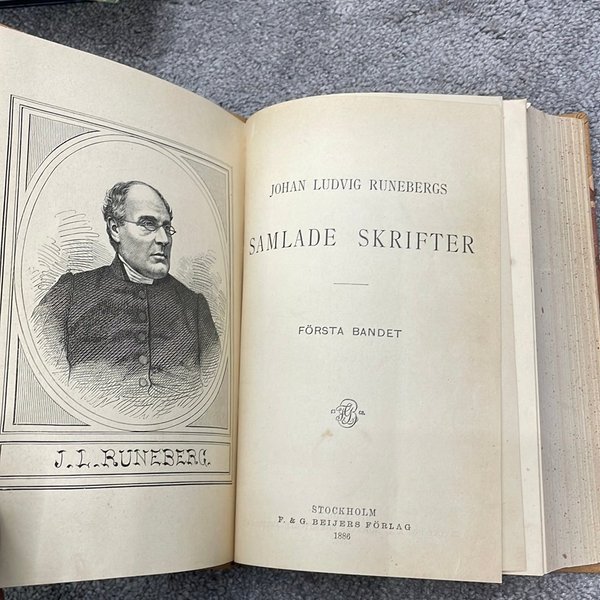 J. L. RUNEBERG.
JOHAN LUDVIG RUNEBERGS
SAMLADE SKRIFTER
FÖRSTA BANDET
STOCKHOLM
F. & G. BEIJERS FÖRLAG
1886